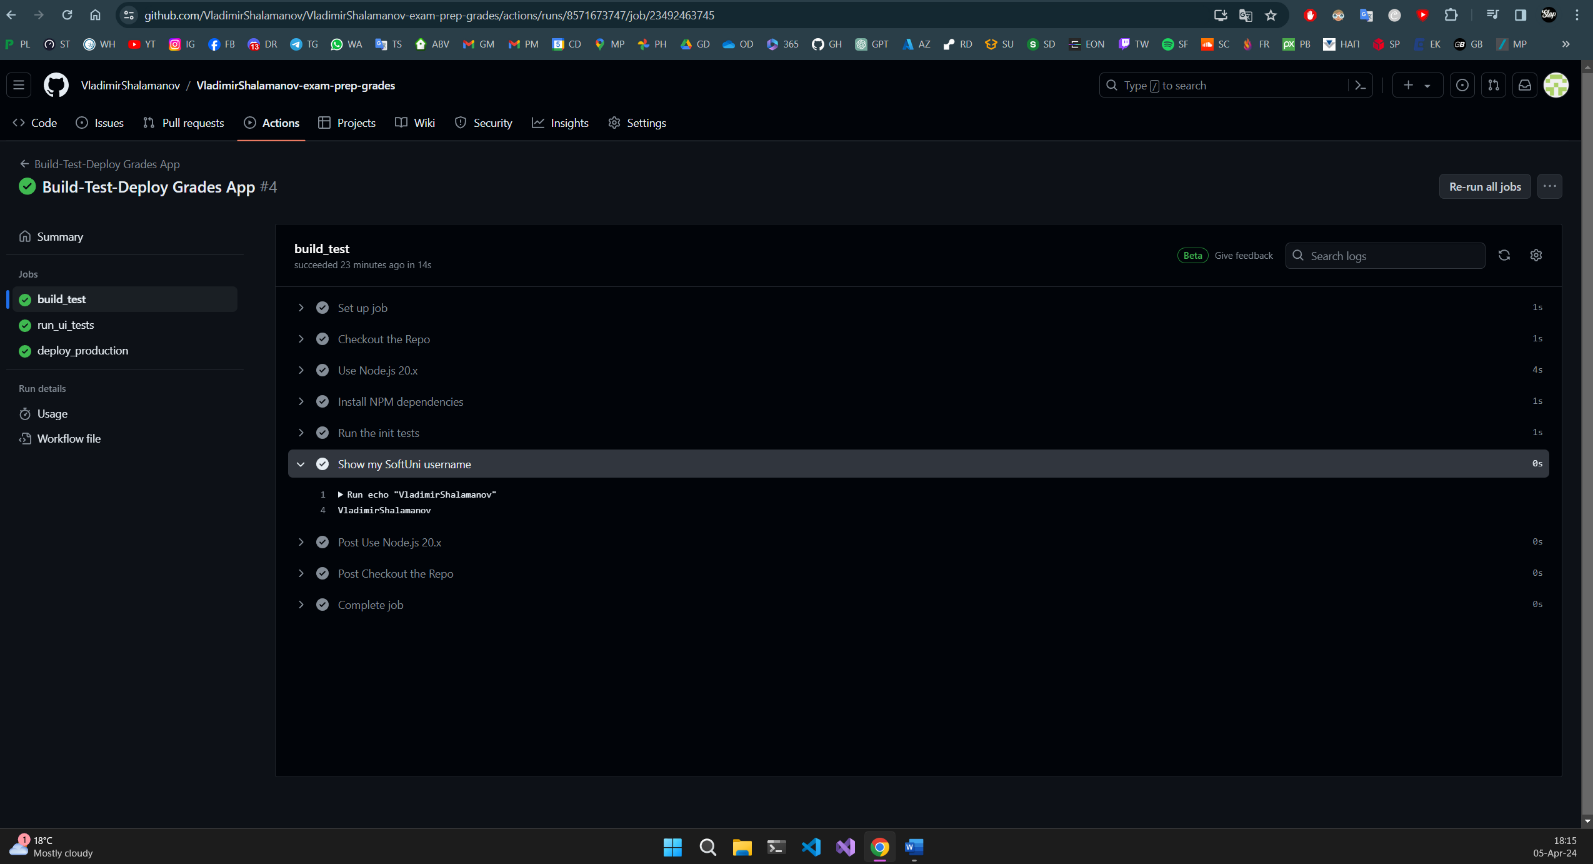 github.com/VladimirShalamanov/VladimirShalamanov-exam-prep-grades/actions/runs/8571673747/job/23492463745
PL ST WH YT IG FB 13 DR TG WA TS ABV GM PM CD MP PH GD OD 365 GH GPT AZ RD SU SD EON TW SF SC FR PB НАП SP EK GB MP »
VladimirShalamanov / VladimirShalamanov-exam-prep-grades
Type / to search
Code Issues Pull requests Actions Projects Wiki Security Insights Settings
Build-Test-Deploy Grades App
Build-Test-Deploy Grades App #4
Re-run all jobs
Summary
Jobs
build_test
run_ui_tests
deploy_production
Run details
Usage
Workflow file
build_test
succeeded 23 minutes ago in 14s
Beta Give feedback Search logs
Set up job 1s
Checkout the Repo 1s
Use Node.js 20.x 4s
Install NPM dependencies 1s
Run the init tests 1s
Show my SoftUni username 0s
1 Run echo "VladimirShalamanov"
4 VladimirShalamanov
Post Use Node.js 20.x 0s
Post Checkout the Repo 0s
Complete job 0s
1
18°C
Mostly cloudy
18:15
05-Apr-24